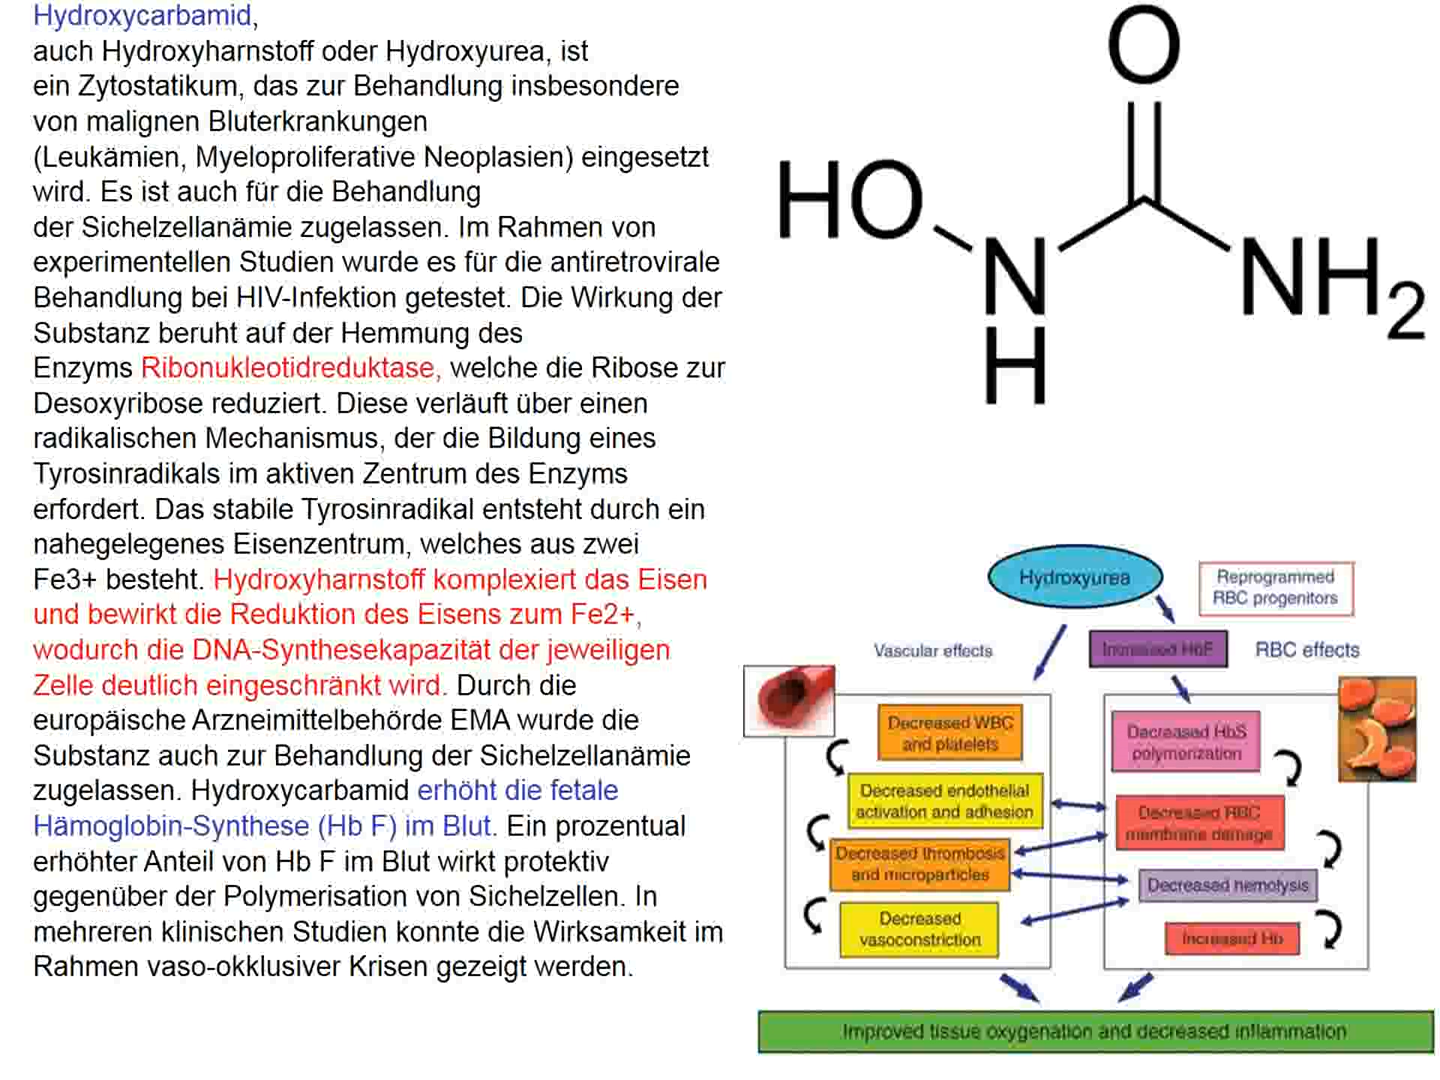 Hydroxycarbamid,
auch Hydroxyharnstoff oder Hydroxyurea, ist
ein Zytostatikum, das zur Behandlung insbesondere
von malignen Bluterkrankungen
(Leukämien, Myeloproliferative Neoplasien) eingesetzt
wird. Es ist auch für die Behandlung
der Sichelzellanämie zugelassen. Im Rahmen von
experimentellen Studien wurde es für die antiretrovirale
Behandlung bei HIV-Infektion getestet. Die Wirkung der
Substanz beruht auf der Hemmung des
Enzyms Ribonukleotidreduktase, welche die Ribose zur
Desoxyribose reduziert. Diese verläuft über einen
radikalischen Mechanismus, der die Bildung eines
Tyrosinradikals im aktiven Zentrum des Enzyms
erfordert. Das stabile Tyrosinradikal entsteht durch ein
nahegelegenes Eisenzentrum, welches aus zwei
Fe3+ besteht. Hydroxyharnstoff komplexiert das Eisen
und bewirkt die Reduktion des Eisens zum Fe2+,
wodurch die DNA-Synthesekapazität der jeweiligen
Zelle deutlich eingeschränkt wird. Durch die
europäische Arzneimittelbehörde EMA wurde die
Substanz auch zur Behandlung der Sichelzellanämie
zugelassen. Hydroxycarbamid erhöht die fetale
Hämoglobin-Synthese (Hb F) im Blut. Ein prozentual
erhöhter Anteil von Hb F im Blut wirkt protektiv
gegenüber der Polymerisation von Sichelzellen. In
mehreren klinischen Studien konnte die Wirksamkeit im
Rahmen vaso-okklusiver Krisen gezeigt werden.
O
HO
N
H
NH2
Hydroxyurea
Reprogrammed
RBC progenitors
Vascular effects
Increased HbF
RBC effects
Decreased WBC
and platelets
Decreased endothelial
activation and adhesion
Decreased thrombosis
and microparticles
Decreased
vasoconstriction
Decreased HbS
polymerization
Decreased RBC
membrane damage
Decreased hemolysis
Increased Hb
Improved tissue oxygenation and decreased inflammation